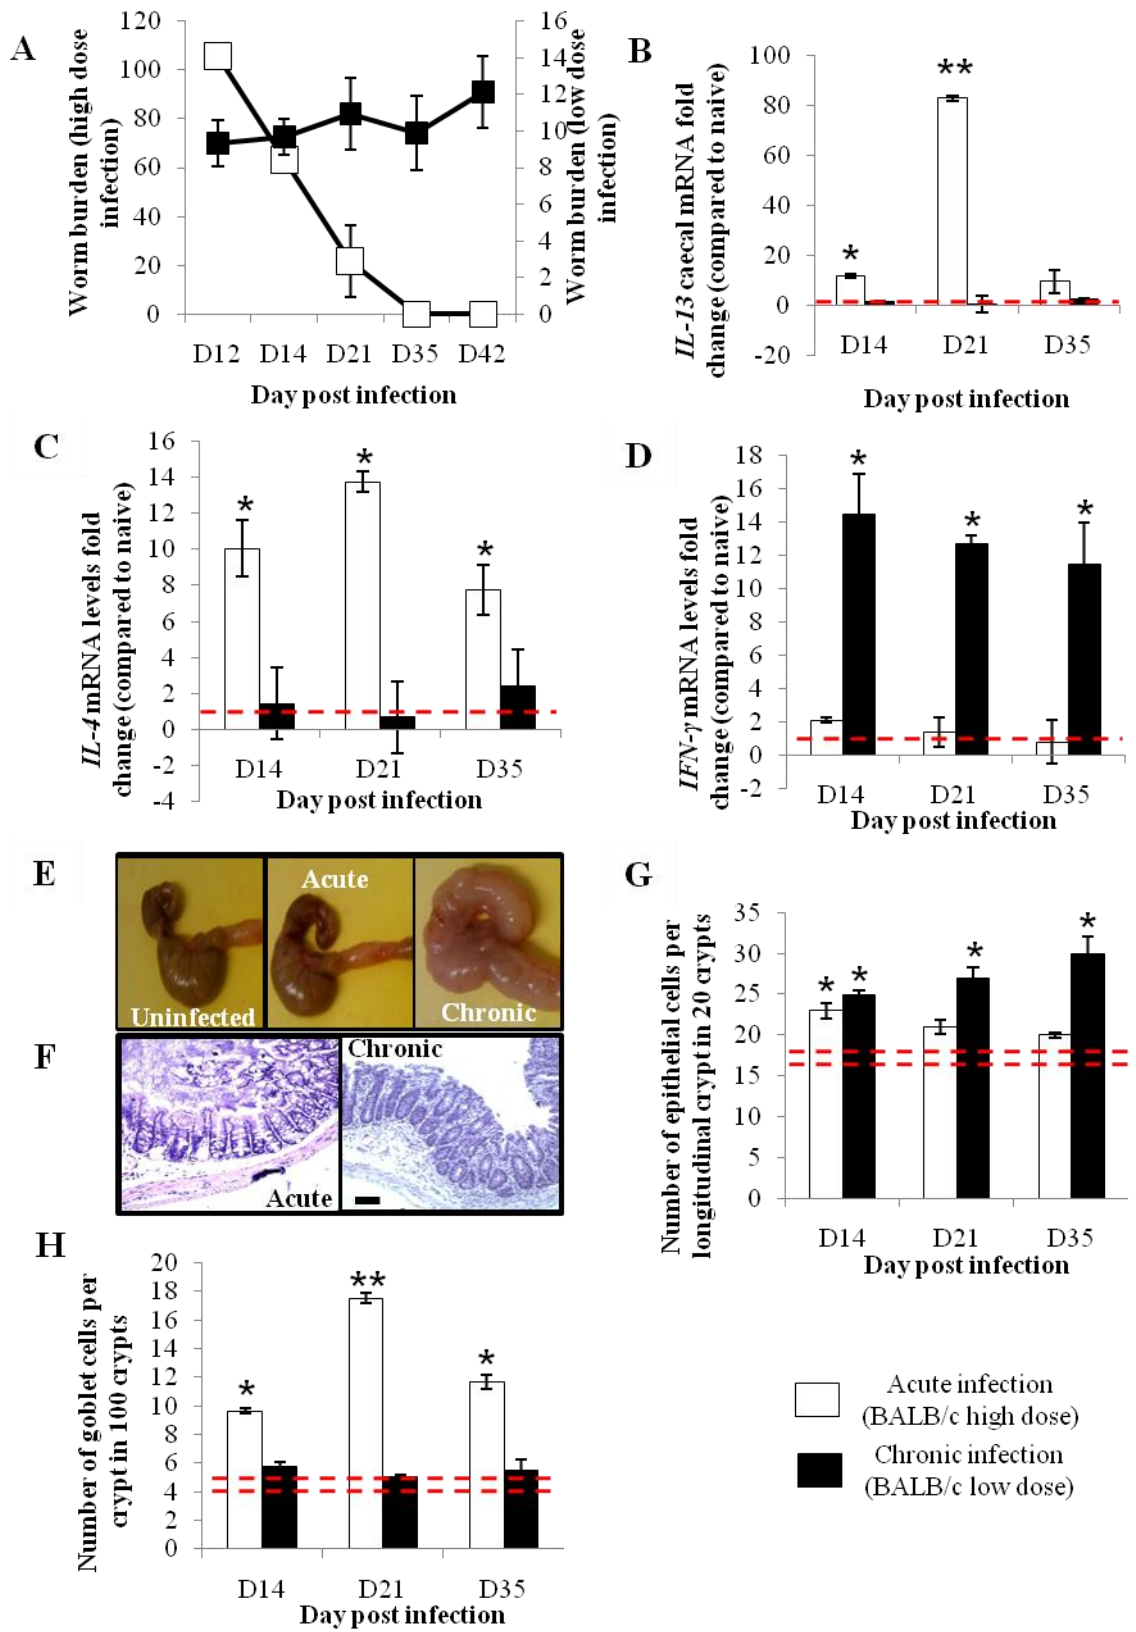 A
Worm burden (high dose
infection)
120
100
80
60
40
20
0
16
14
12
10
8
6
4
2
0
Worm burden (low dose
infection)
D12 D14 D21 D35 D42
Day post infection
B
IL-13 caecal mRNA fold
change (compared to naive)
100
80
60
40
20
0
-20
*
**
D14 D21 D35
Day post infection
C
IL-4 mRNA levels fold
change (compared to naive)
16
14
12
10
8
6
4
2
0
-2
-4
*
*
*
D14 D21 D35
Day post infection
D
IFN-γ mRNA levels fold
change (compared to naive)
18
16
14
12
10
8
6
4
2
0
-2
*
*
*
D14 D21 D35
Day post infection
E
Uninfected
Acute
Chronic
F
Acute
Chronic
G
Number of epithelial cells per
longitudinal crypt in 20 crypts
35
30
25
20
15
10
5
0
* *
*
*
D14 D21 D35
Day post infection
H
Number of goblet cells per
crypt in 100 crypts
20
18
16
14
12
10
8
6
4
2
0
*
**
*
D14 D21 D35
Day post infection
Acute infection
(BALB/c high dose)
Chronic infection
(BALB/c low dose)